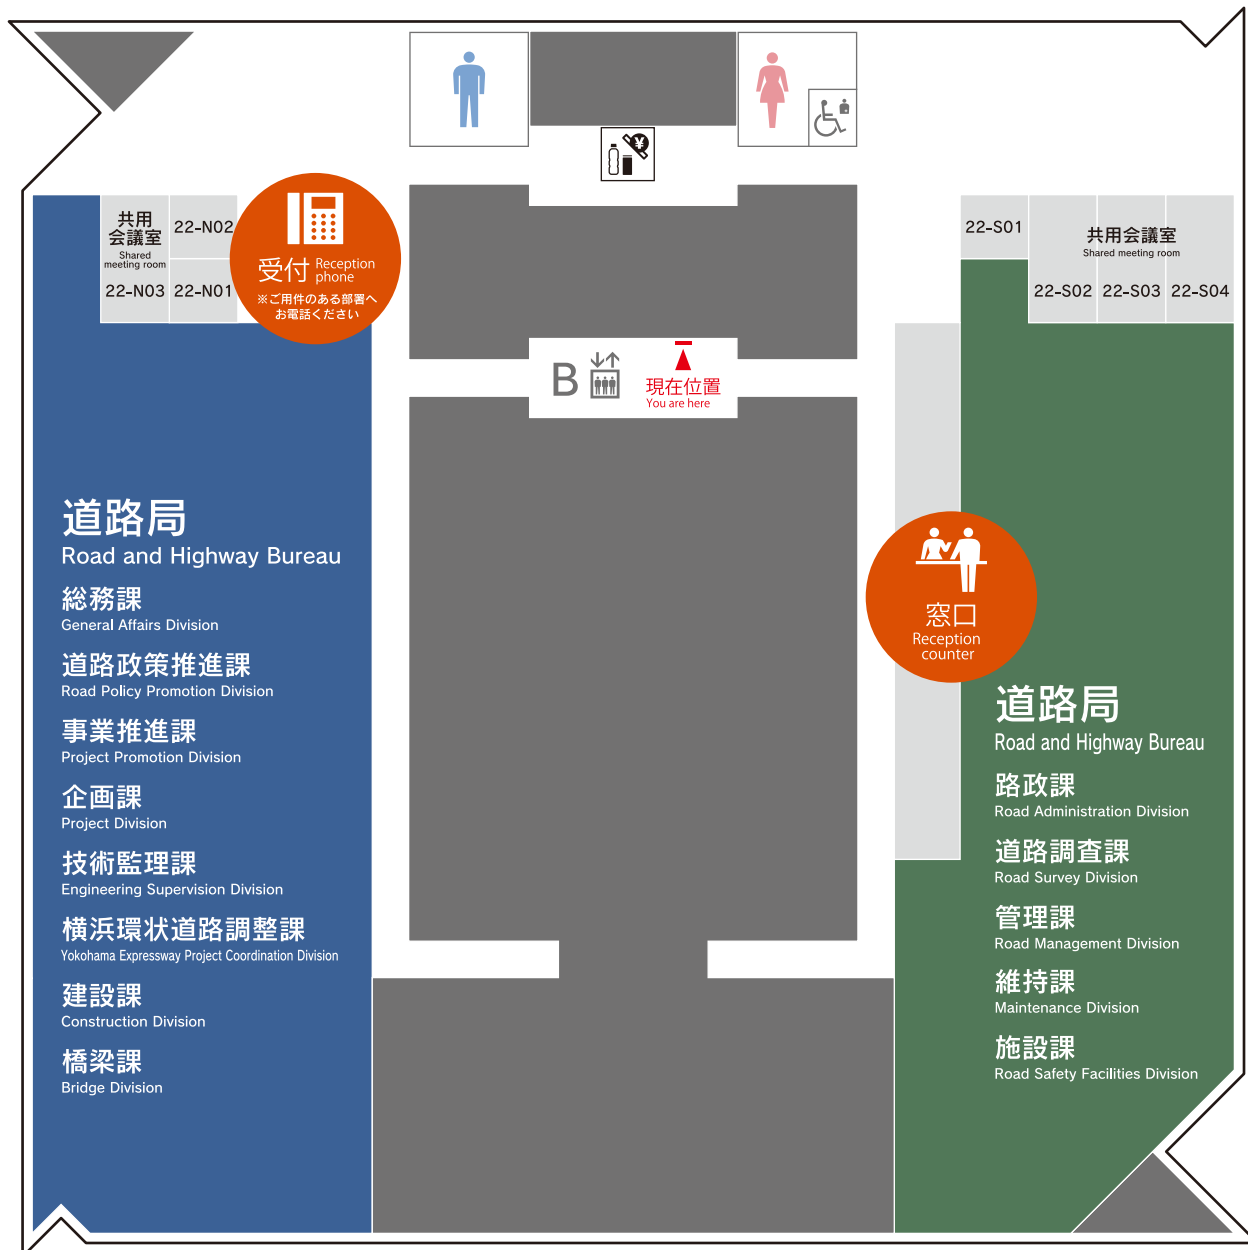 共用
会議室
Shared
meeting room
22-N03
22-N02
22-N01
受付 Reception
phone
※ご用件のある部署へ
お電話ください
¥
B
現在位置
You are here
22-S01
共用会議室
Shared meeting room
22-S02
22-S03
22-S04
道路局
Road and Highway Bureau
総務課
General Affairs Division
道路政策推進課
Road Policy Promotion Division
事業推進課
Project Promotion Division
企画課
Project Division
技術監理課
Engineering Supervision Division
横浜環状道路調整課
Yokohama Expressway Project Coordination Division
建設課
Construction Division
橋梁課
Bridge Division
窓口
Reception
counter
道路局
Road and Highway Bureau
路政課
Road Administration Division
道路調査課
Road Survey Division
管理課
Road Management Division
維持課
Maintenance Division
施設課
Road Safety Facilities Division